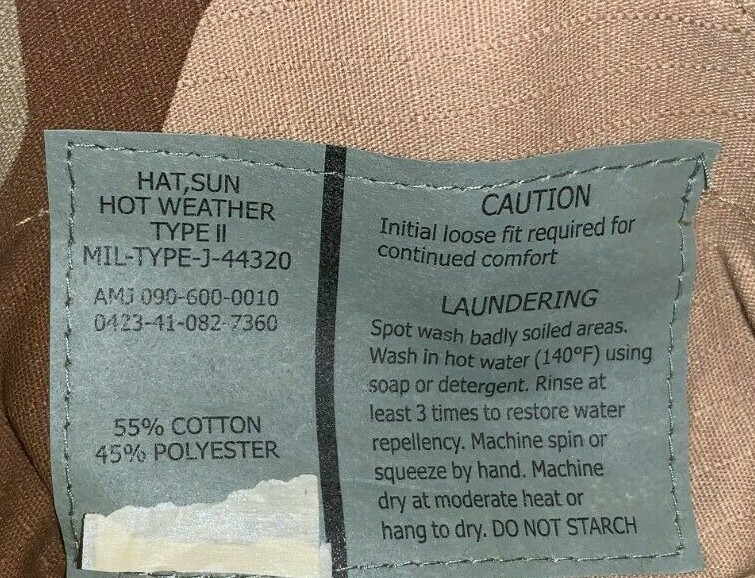 HAT,SUN
HOT WEATHER
TYPE II
MIL-TYPE-J-44320
AMJ 090-600-0010
0423-41-082-7360
55% COTTON
45% POLYESTER
CAUTION
Initial loose fit required for
continued comfort
LAUNDERING
Spot wash badly soiled areas.
Wash in hot water (140°F) using
soap or detergent. Rinse at
least 3 times to restore water
repellency. Machine spin or
squeeze by hand. Machine
dry at moderate heat or
hang to dry. DO NOT STARCH